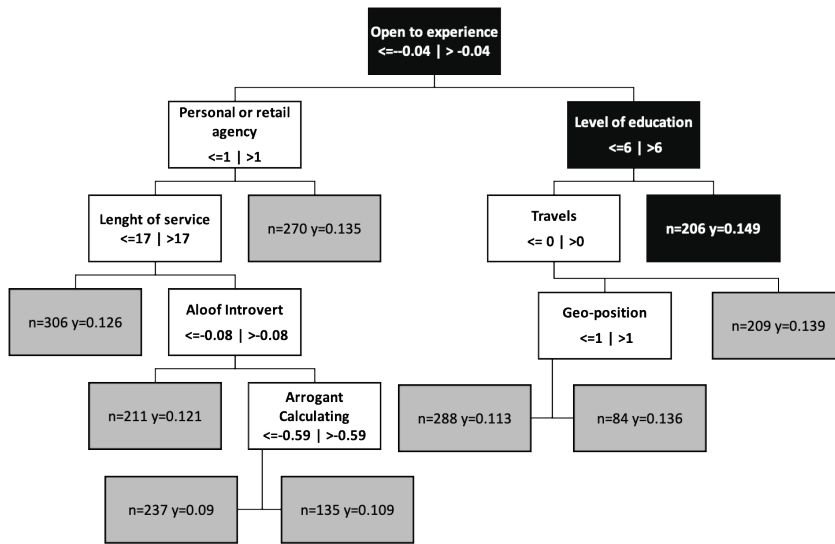 Open to experience
<=--0.04 | > -0.04
Personal or retail
agency
<=1 | >1
Level of education
<=6 | >6
Lenght of service
<=17 | >17
n=270 y=0.135
Travels
<= 0 | >0
n=206 y=0.149
n=306 y=0.126
Aloof Introvert
<=-0.08 | >-0.08
Geo-position
<=1 | >1
n=209 y=0.139
n=211 y=0.121
Arrogant
Calculating
<=-0.59 | >-0.59
n=288 y=0.113
n=84 y=0.136
n=237 y=0.09
n=135 y=0.109